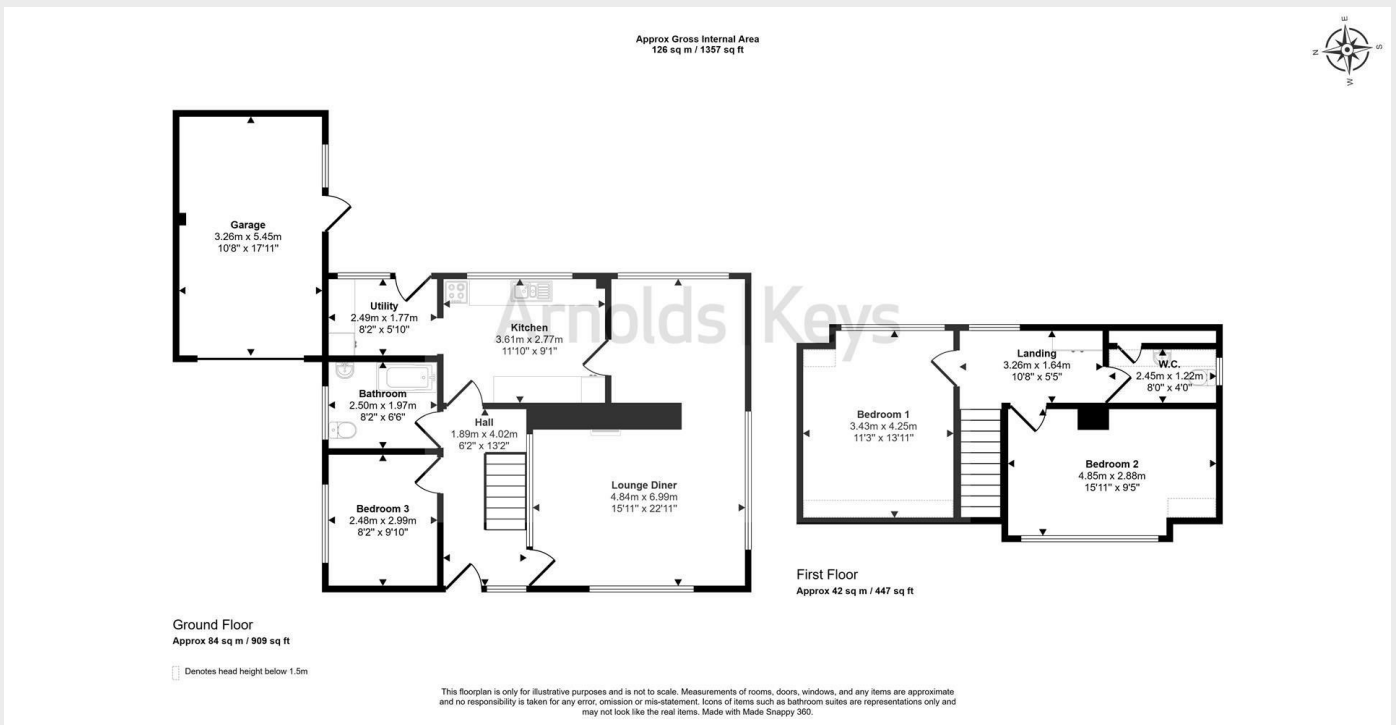 Approx Gross Internal Area
126 sq m / 1357 sq ft
E
N
S
W
Garage
3.26m x 5.45m
10'8" x 17'11"
Utility
2.49m x 1.77m
8'2" x 5'10"
Kitchen
3.61m x 2.77m
11'10" x 9'1"
Arnolds Keys
Bathroom
2.50m x 1.97m
8'2" x 6'6"
Hall
1.89m x 4.02m
6'2" x 13'2"
Bedroom 3
2.48m x 2.99m
8'2" x 9'10"
Lounge Diner
4.84m x 6.99m
15'11" x 22'11"
Landing
3.26m x 1.64m
10'8" x 5'5"
W.C.
2.45m x 1.22m
8'0" x 4'0"
Bedroom 1
3.43m x 4.25m
11'3" x 13'11"
Bedroom 2
4.85m x 2.88m
15'11" x 9'5"
First Floor
Approx 42 sq m / 447 sq ft
Ground Floor
Approx 84 sq m / 909 sq ft
Denotes head height below 1.5m
This floorplan is only for illustrative purposes and is not to scale. Measurements of rooms, doors, windows, and any items are approximate
and no responsibility is taken for any error, omission or mis-statement. Icons of items such as bathroom suites are representations only and
may not look like the real items. Made with Made Snappy 360.